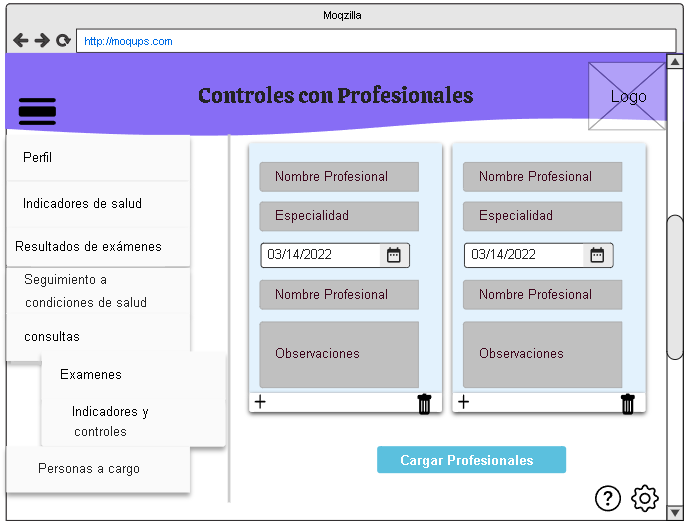 Moqzilla
http://moqups.com
Controles con Profesionales
Logo
Perfil
Indicadores de salud
Resultados de exámenes
Seguimiento a
condiciones de salud
consultas
Examenes
Indicadores y
controles
Personas a cargo
Nombre Profesional
Especialidad
03/14/2022
Nombre Profesional
Observaciones
+
Nombre Profesional
Especialidad
03/14/2022
Nombre Profesional
Observaciones
+
Cargar Profesionales
?